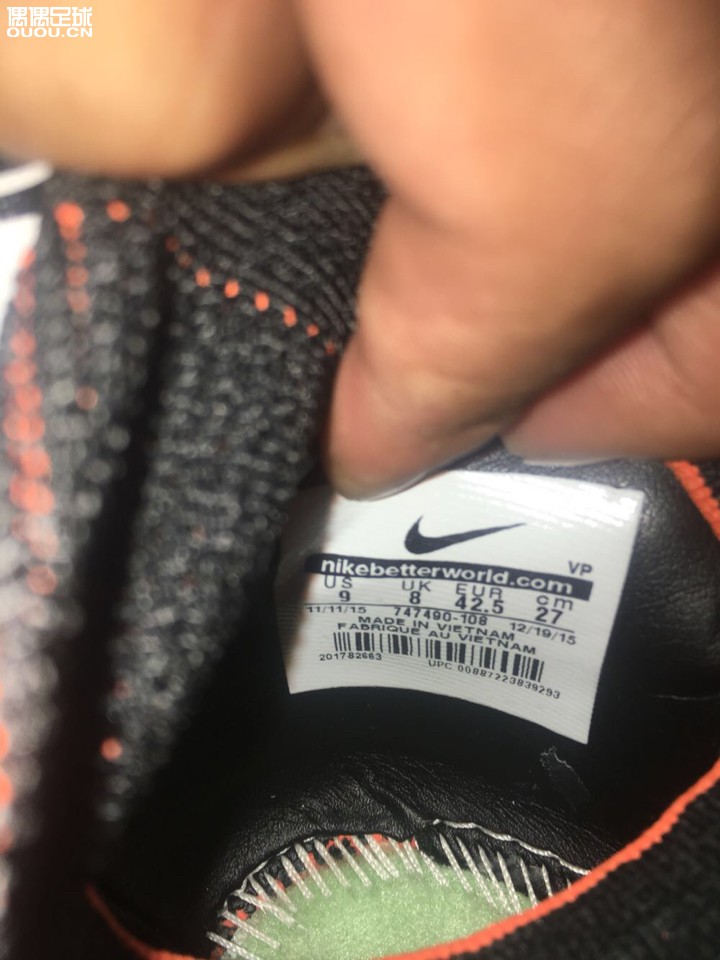 偶偶足球
OUOU.CN
VP
nikebetterworld.com
US UK EUR cm
9 8 42.5 27
11/11/15 747490-108 12/19/15
MADE IN VIETNAM
FABRIQUE AU VIETNAM
201782663 UPC 00887223839293